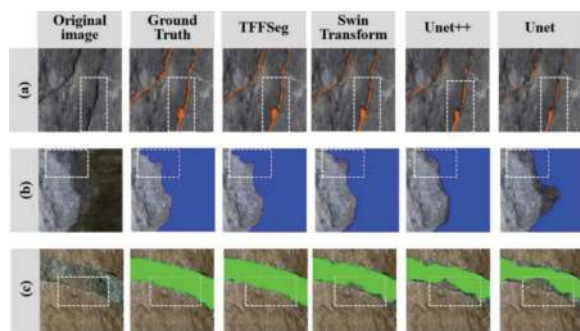 Original
image
Ground
Truth
TFFSeg
Swin
Transform
Unet++
Unet
(a)
(b)
(c)